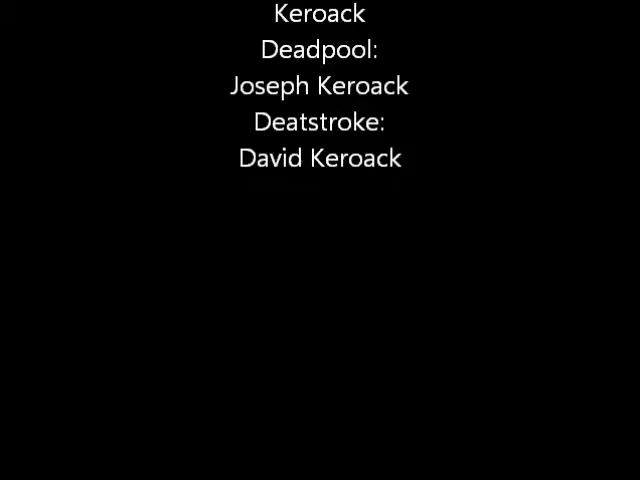 Keroack
Deadpool:
Joseph Keroack
Deatstroke:
David Keroack